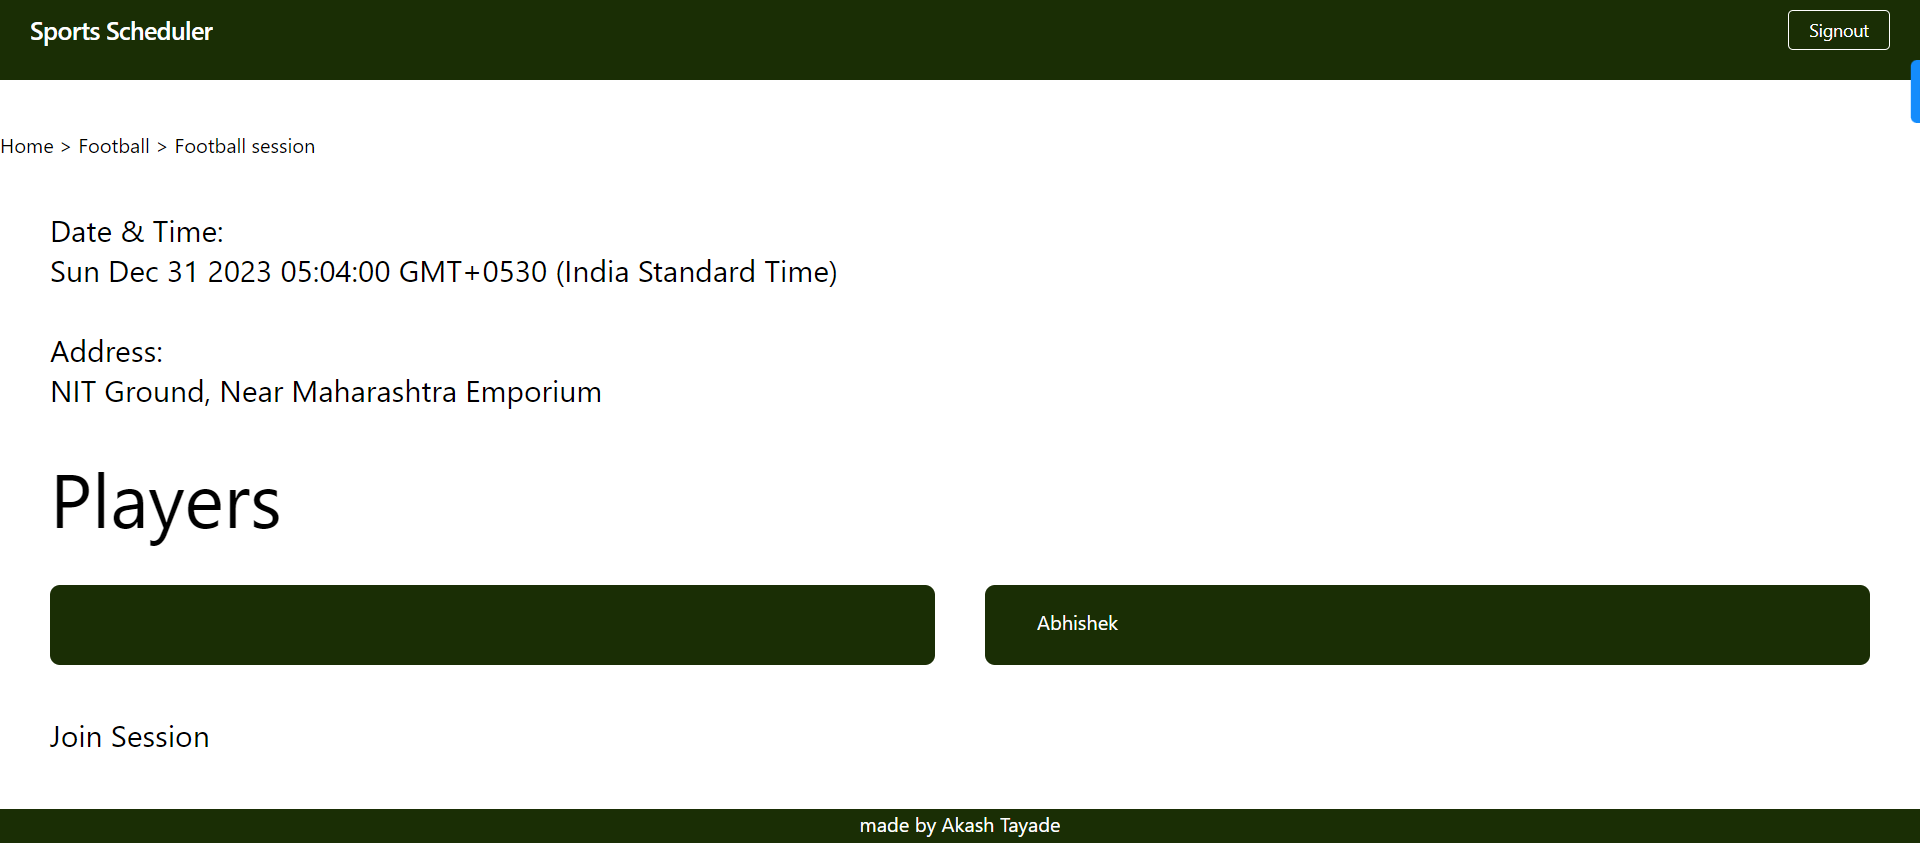 Sports Scheduler
Signout
Home > Football > Football session
Date & Time:
Sun Dec 31 2023 05:04:00 GMT+0530 (India Standard Time)
Address:
NIT Ground, Near Maharashtra Emporium
Players
Abhishek
Join Session
made by Akash Tayade